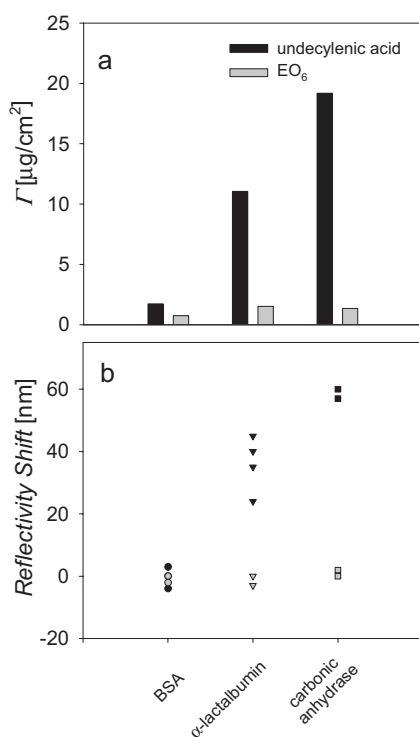 a
undecylenic acid
EO₆
Γ [µg/cm²]
25
20
15
10
5
0
b
Reflectivity Shift [nm]
60
40
20
0
-20
BSA
α-lactalbumin
carbonic
anhydrase